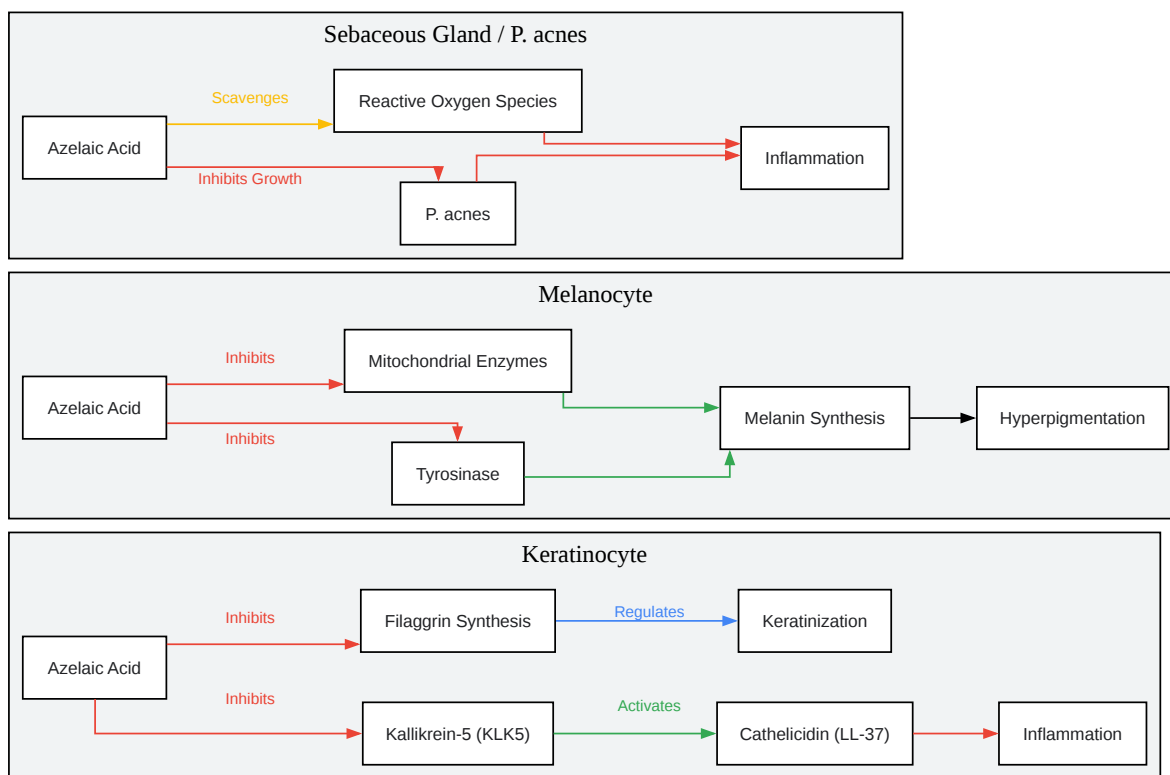 Sebaceous Gland / P. acnes
Scavenges
Reactive Oxygen Species
Azelaic Acid
Inflammation
Inhibits Growth
P. acnes
Melanocyte
Inhibits
Mitochondrial Enzymes
Azelaic Acid
Melanin Synthesis
Hyperpigmentation
Inhibits
Tyrosinase
Keratinocyte
Inhibits
Filaggrin Synthesis
Regulates
Keratinization
Azelaic Acid
Inhibits
Kallikrein-5 (KLK5)
Activates
Cathelicidin (LL-37)
Inflammation